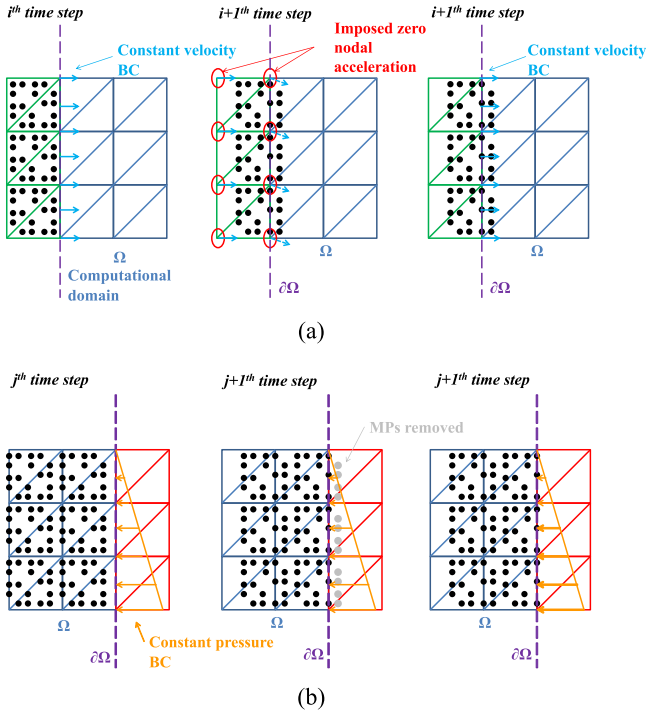 iᵗʰ time step
Constant velocity
BC
Ω
Computational
domain
∂Ω
i+1ᵗʰ time step
Imposed zero
nodal
acceleration
Ω
∂Ω
i+1ᵗʰ time step
Constant velocity
BC
Ω
∂Ω
(a)
jᵗʰ time step
Ω
∂Ω
Constant pressure
BC
j+1ᵗʰ time step
MPs removed
Ω
∂Ω
j+1ᵗʰ time step
Ω
∂Ω
(b)